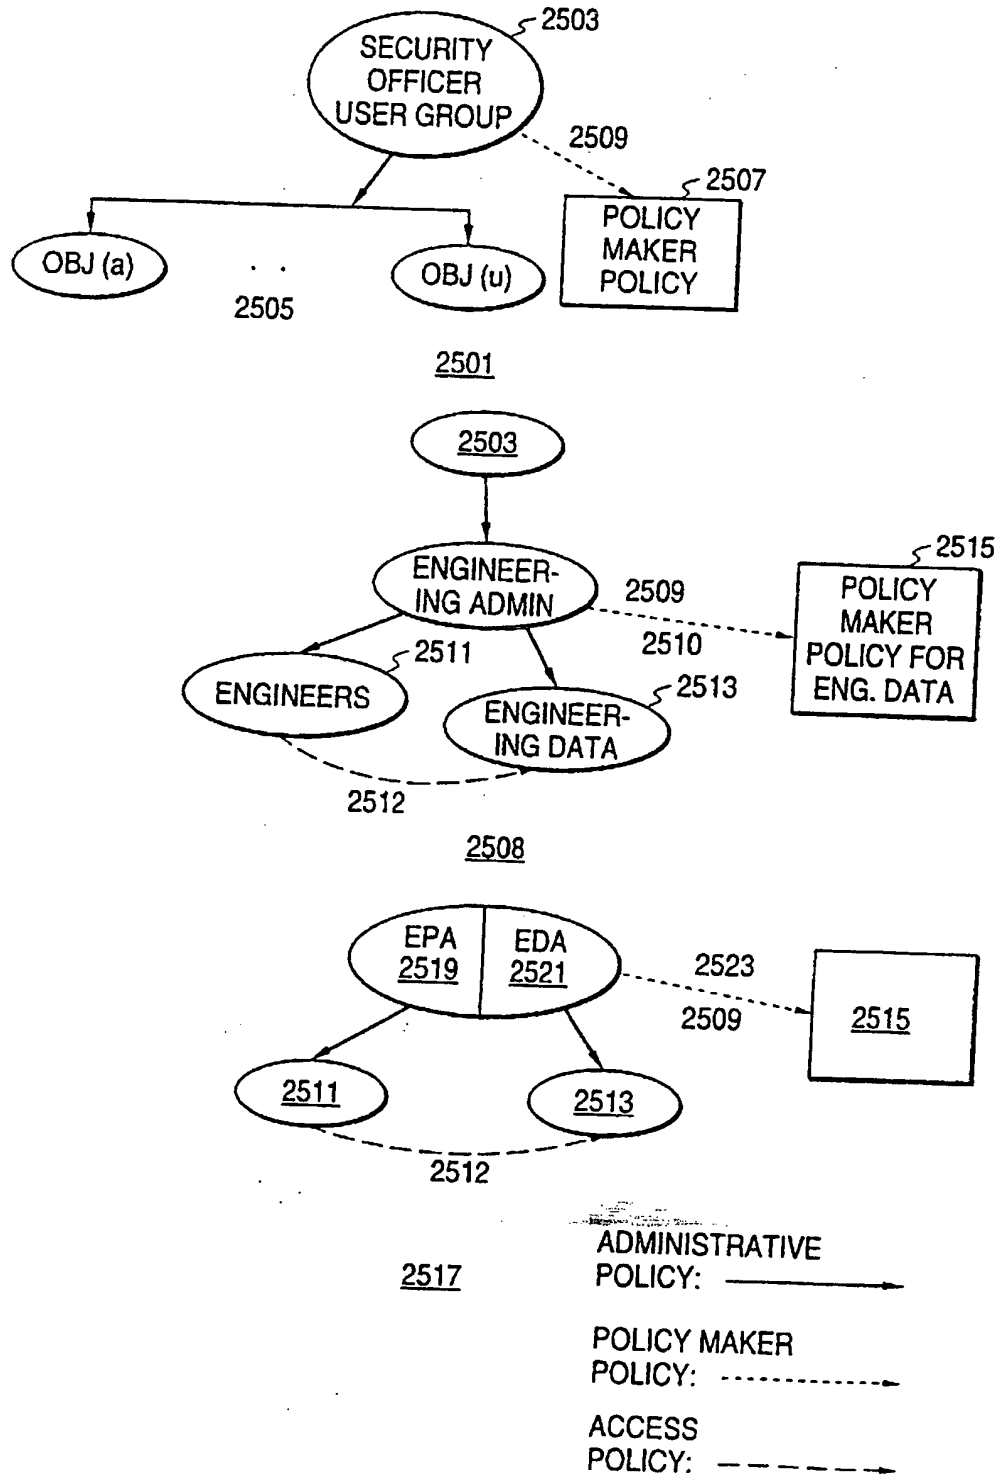 2503
SECURITY
OFFICER
USER GROUP
2509
2507
POLICY
MAKER
POLICY
OBJ (a)
. .
OBJ (u)
2505
2501
2503
2515
ENGINEER-
ING ADMIN
2509
2510
POLICY
MAKER
POLICY FOR
ENG. DATA
2511
ENGINEERS
2513
ENGINEER-
ING DATA
2512
2508
EPA
2519
EDA
2521
2523
2509
2515
2511
2513
2512
2517
ADMINISTRATIVE
POLICY:
POLICY MAKER
POLICY:
ACCESS
POLICY: